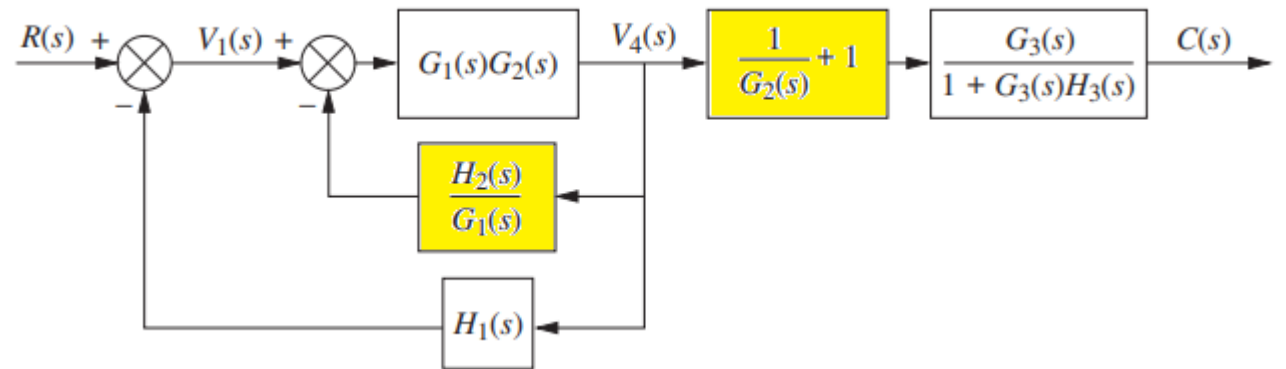 R(s) + V₁(s) + G₁(s)G₂(s) V₄(s) 1/G₂(s) + 1 G₃(s)/1 + G₃(s)H₃(s) C(s)
− −
H₂(s)/G₁(s)
H₁(s)